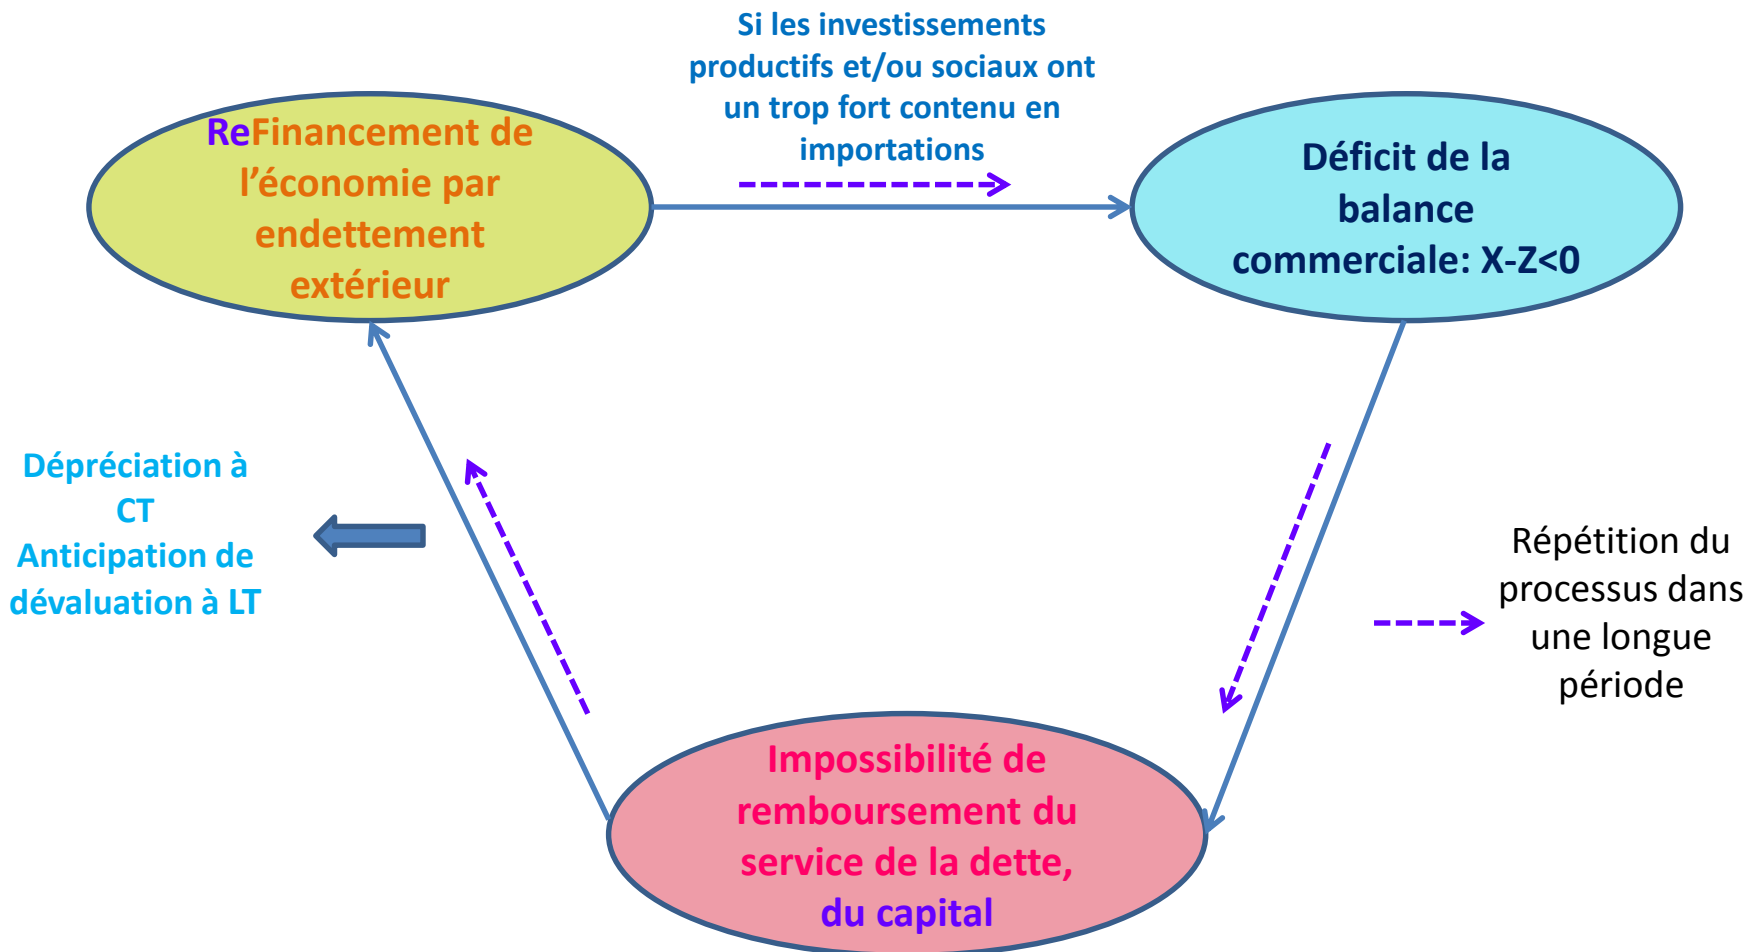 Si les investissements
productifs et/ou sociaux ont
un trop fort contenu en
importations
ReFinancement de
l’économie par
endettement
extérieur
Déficit de la
balance
commerciale: X-Z<0
Dépréciation à
CT
Anticipation de
dévaluation à LT
Répétition du
processus dans
une longue
période
Impossibilité de
remboursement du
service de la dette,
du capital